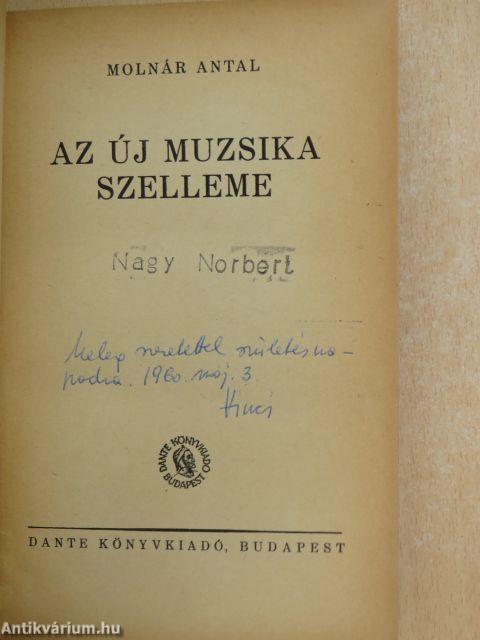 MOLNÁR ANTAL
AZ ÚJ MUZSIKA
SZELLEME
Nagy Norbert
Meleg szeretettel születésna-
podra. 1960. máj. 3.
DANTE KÖNYVKIADÓ
BUDAPEST
DANTE KÖNYVKIADÓ, BUDAPEST
Antikvárium.hu